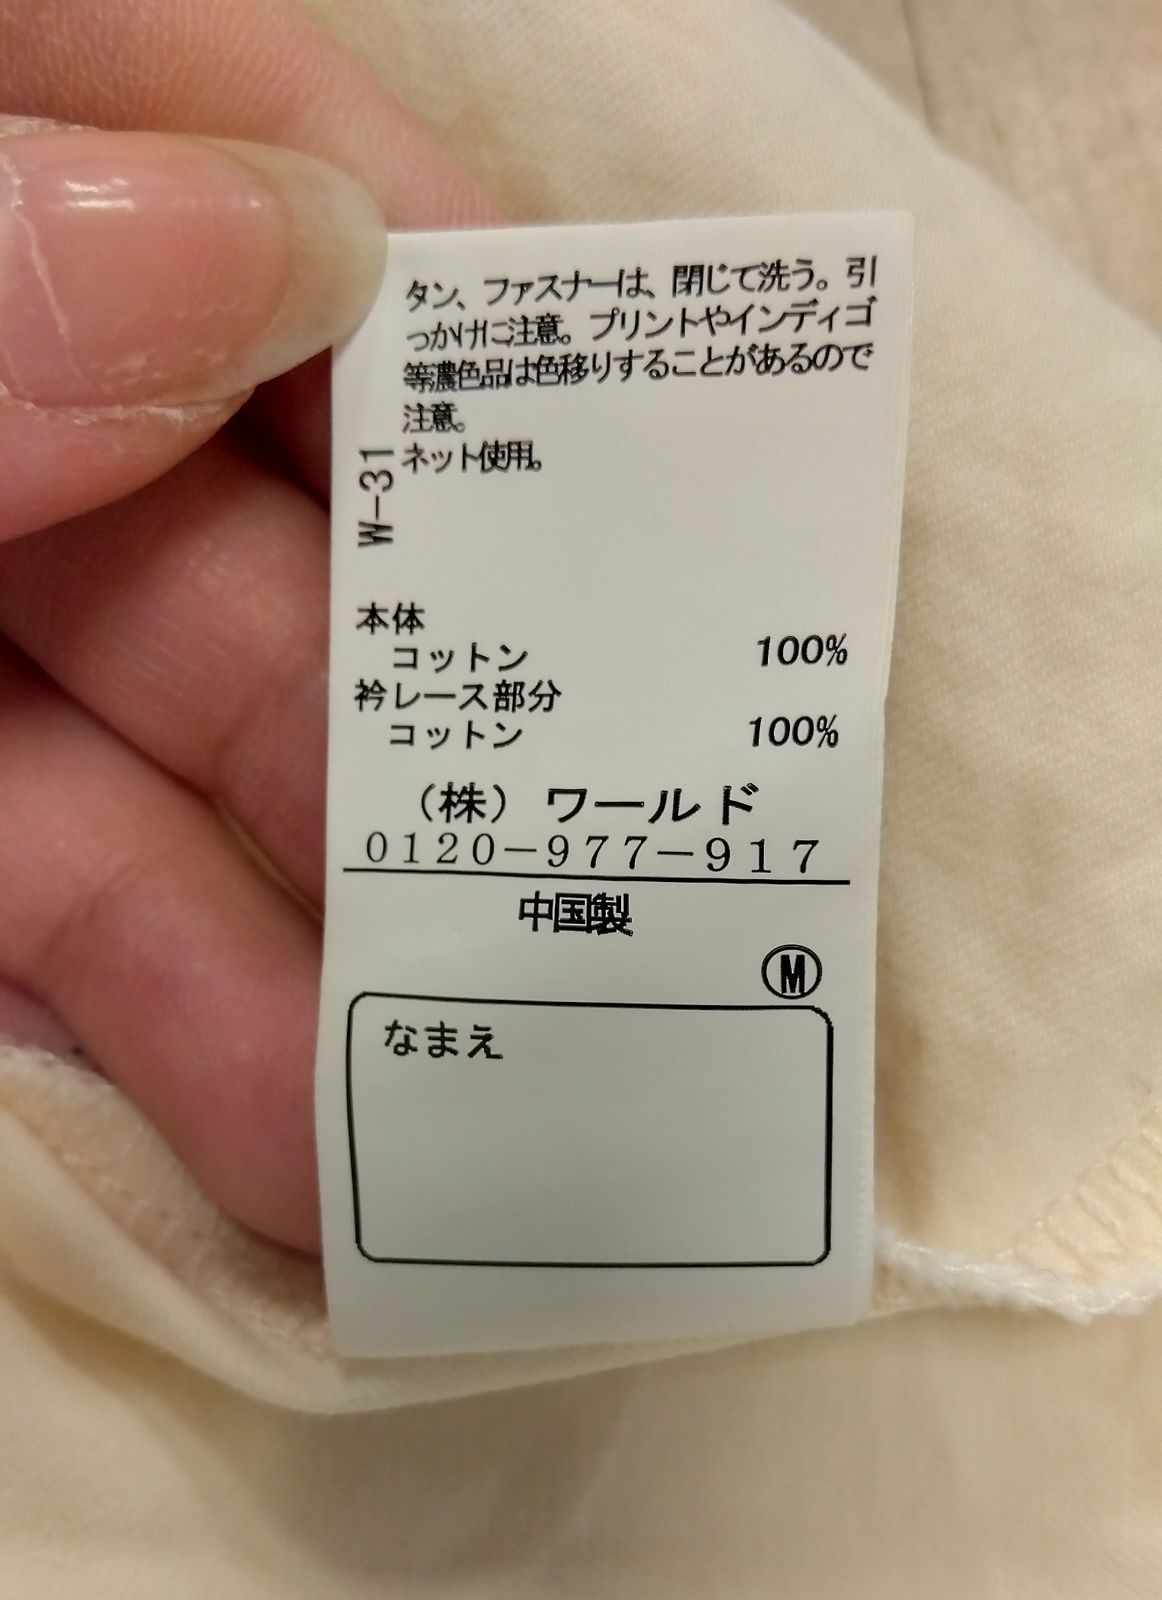 タン、ファスナーは、閉じて洗う。引
っかけに注意。プリントやインディゴ
等濃色品は色移りすることがあるので
注意。
ネット使用。
W-31
本体
コットン 100%
衿レース部分
コットン 100%
（株）ワールド
0120-977-917
中国製
M
なまえ